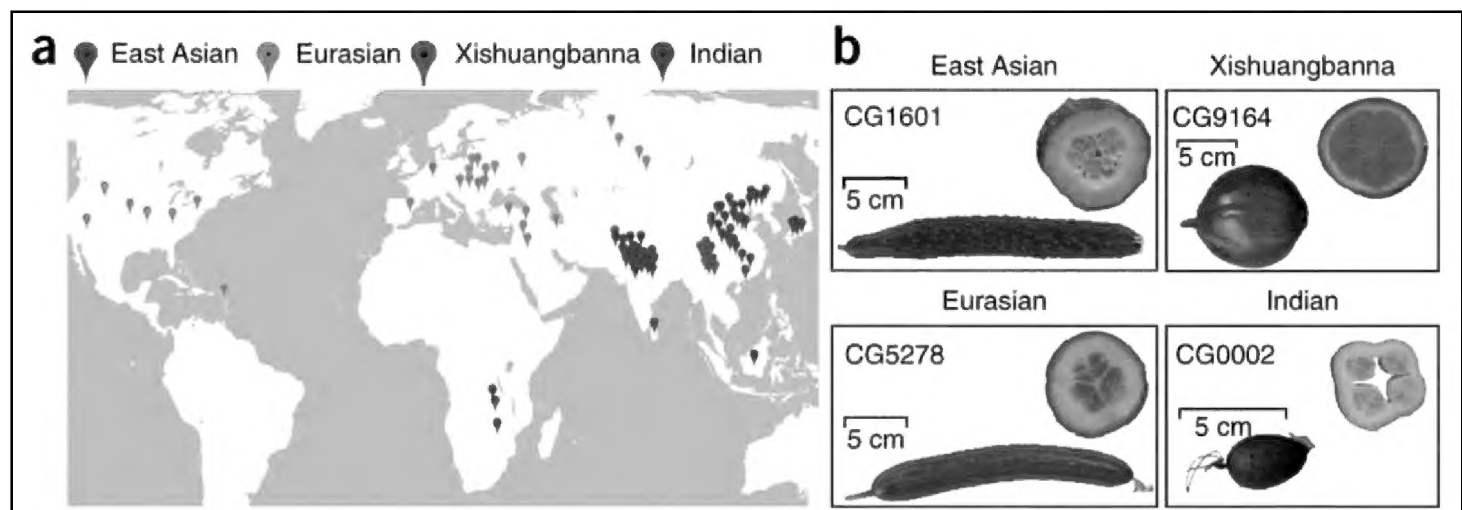 a East Asian Eurasian Xishuangbanna Indian
b
East Asian Xishuangbanna
CG1601 CG9164
5 cm 5 cm
Eurasian Indian
CG5278 CG0002
5 cm 5 cm